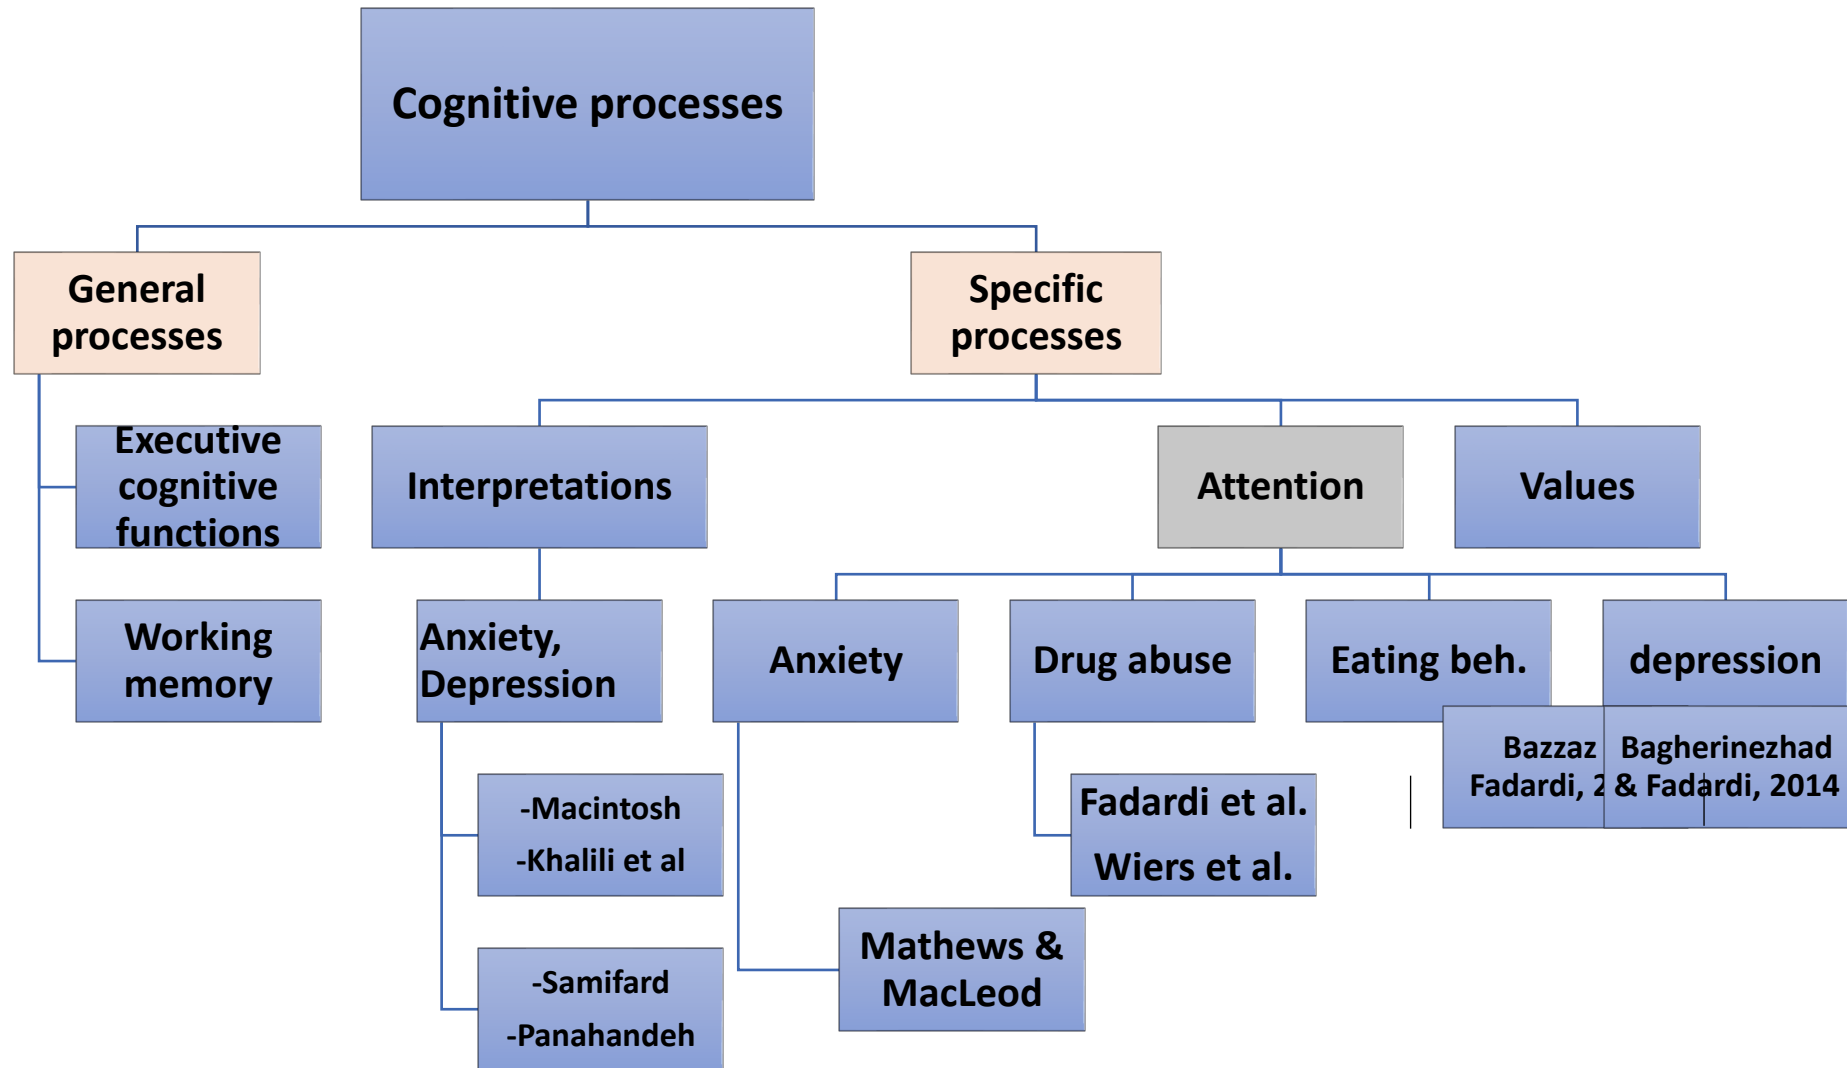 Cognitive processes
General
processes
Specific
processes
Executive
cognitive
functions
Interpretations
Attention
Values
Working
memory
Anxiety,
Depression
Anxiety
Drug abuse
Eating beh.
depression
Bazzaz
Fadardi, 2
Bagherinezhad
& Fadardi, 2014
-Macintosh
-Khalili et al
Fadardi et al.
Wiers et al.
Mathews &
MacLeod
-Samifard
-Panahandeh